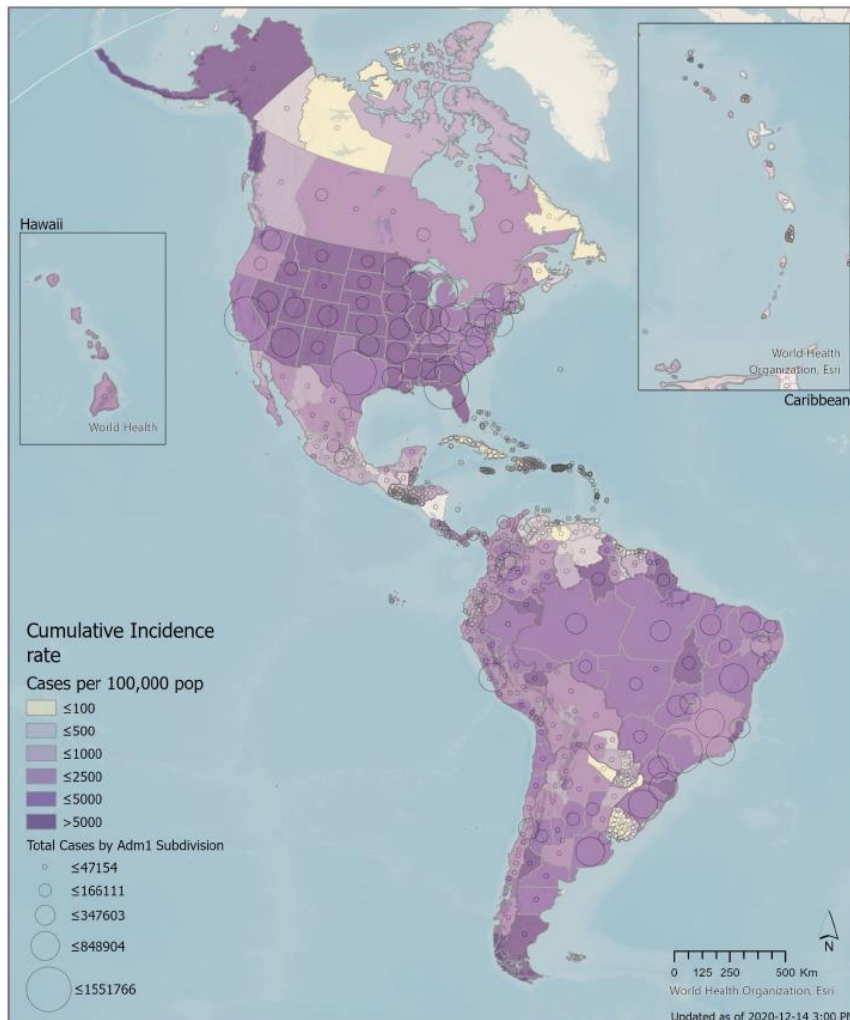 Hawaii
World Health
World Health
Organization, Esri
Caribbean
Cumulative Incidence
rate
Cases per 100,000 pop
≤100
≤500
≤1000
≤2500
≤5000
>5000
Total Cases by Adm1 Subdivision
≤47154
≤166111
≤347603
≤848904
≤1551766
N
0 125 250 500 Km
World Health Organization, Esri
Updated as of 2020-12-14 3:00 PM